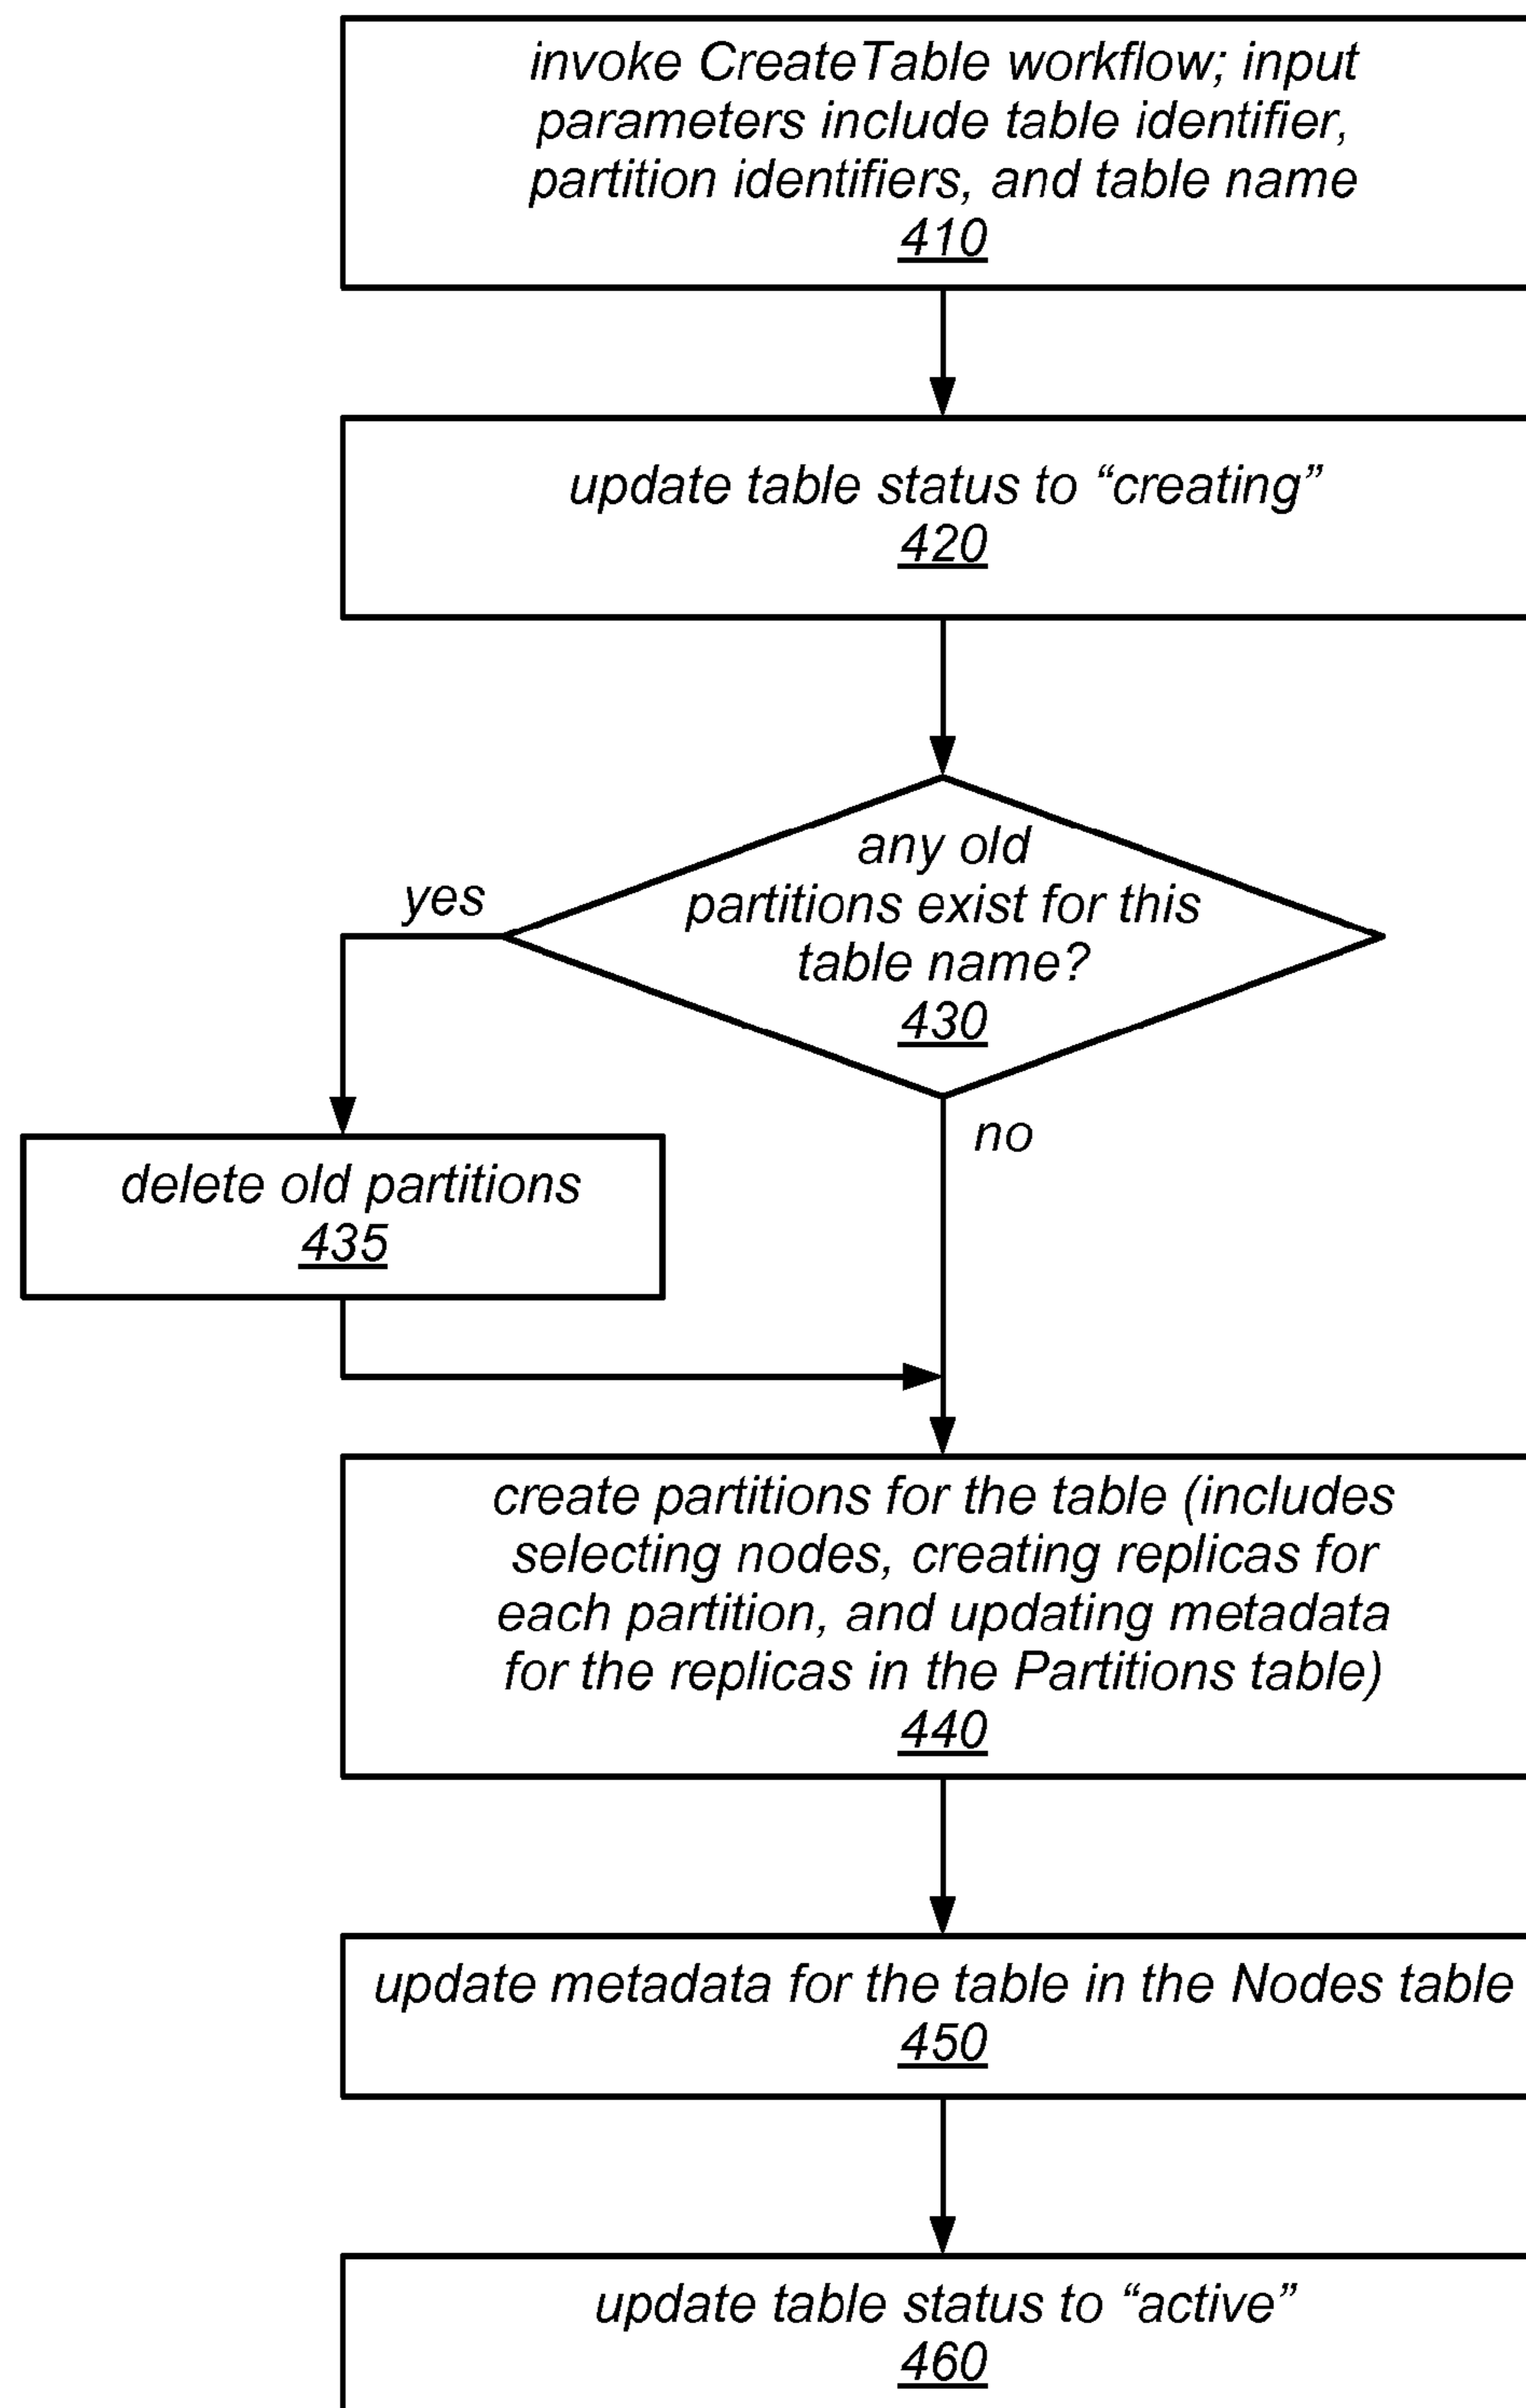 invoke CreateTable workflow; input
parameters include table identifier,
partition identifiers, and table name
410
update table status to “creating”
420
any old
partitions exist for this
table name?
430
yes
no
delete old partitions
435
create partitions for the table (includes
selecting nodes, creating replicas for
each partition, and updating metadata
for the replicas in the Partitions table)
440
update metadata for the table in the Nodes table
450
update table status to “active”
460